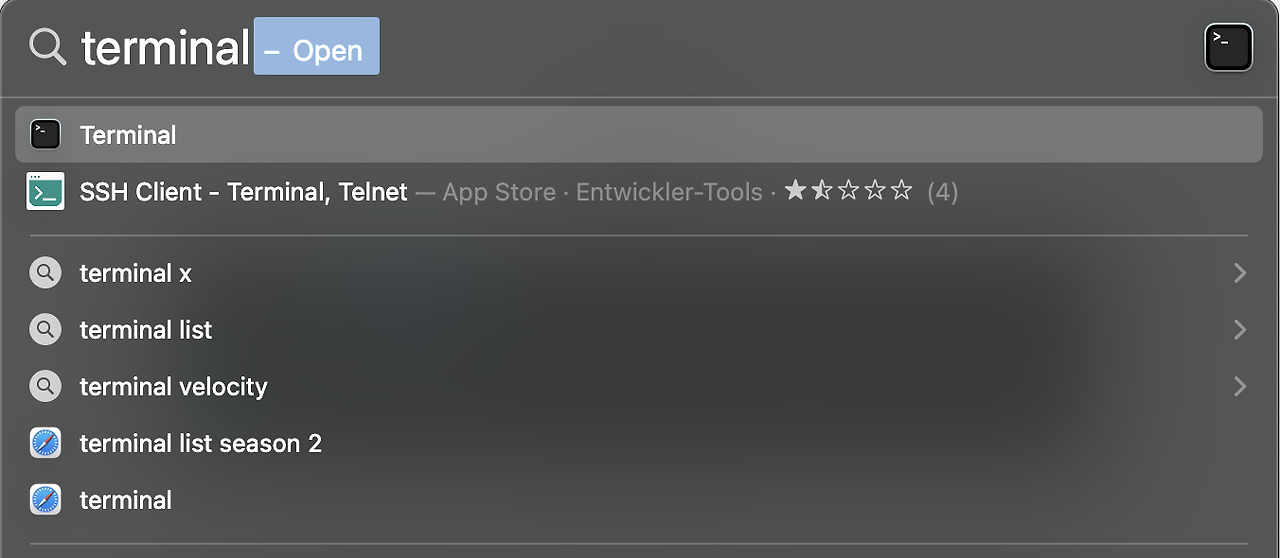 terminal – Open
Terminal
SSH Client - Terminal, Telnet — App Store · Entwickler-Tools · ★ (4)
terminal x
terminal list
terminal velocity
terminal list season 2
terminal